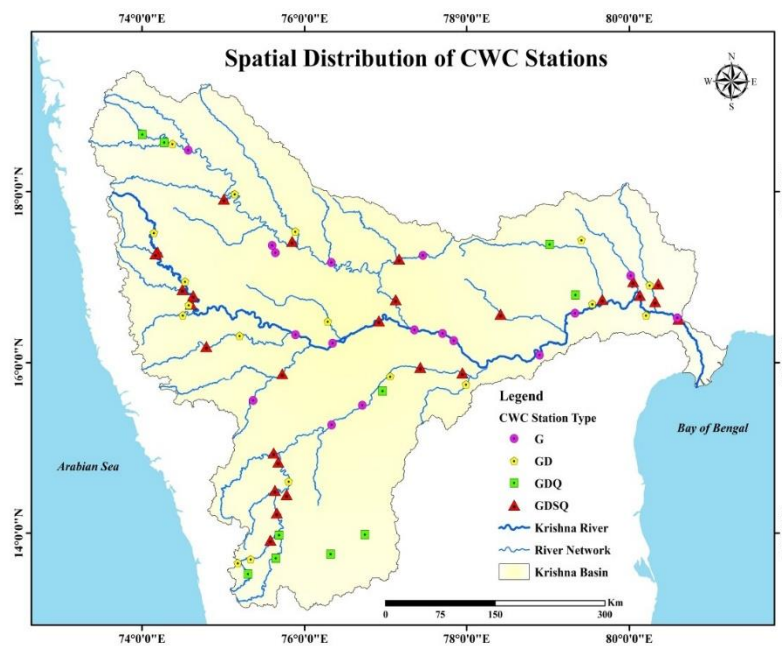 74°0'0"E 76°0'0"E 78°0'0"E 80°0'0"E
Spatial Distribution of CWC Stations
N
W E
S
18°0'0"N 18°0'0"N
16°0'0"N 16°0'0"N
14°0'0"N 14°0'0"N
Arabian Sea
Bay of Bengal
Legend
CWC Station Type
G
GD
GDQ
GDSQ
Krishna River
River Network
Krishna Basin
Km
0 75 150 300
74°0'0"E 76°0'0"E 78°0'0"E 80°0'0"E